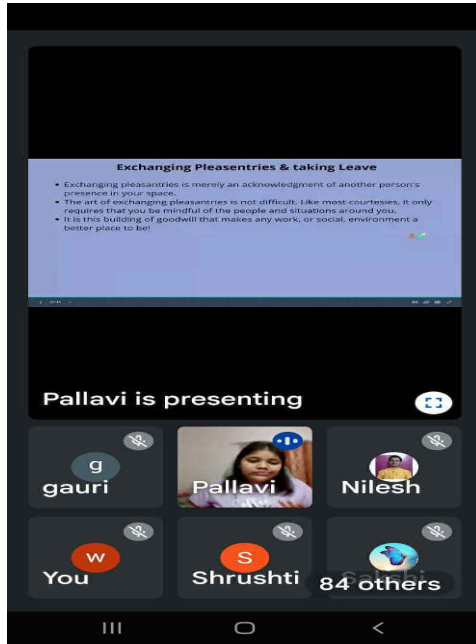 Exchanging Pleasentries & taking Leave
• Exchanging pleasantries is merely an acknowledgment of another person's
presence in your space.
• The art of exchanging pleasantries is not difficult. Like most courtesies, it only
requires that you be mindful of the people and situations around you.
• It is this building of goodwill that makes any work, or social, environment a
better place to be!
Pallavi is presenting
g
gauri
Pallavi
Nilesh
w
You
S
Shrushti
Sakshi
84 others